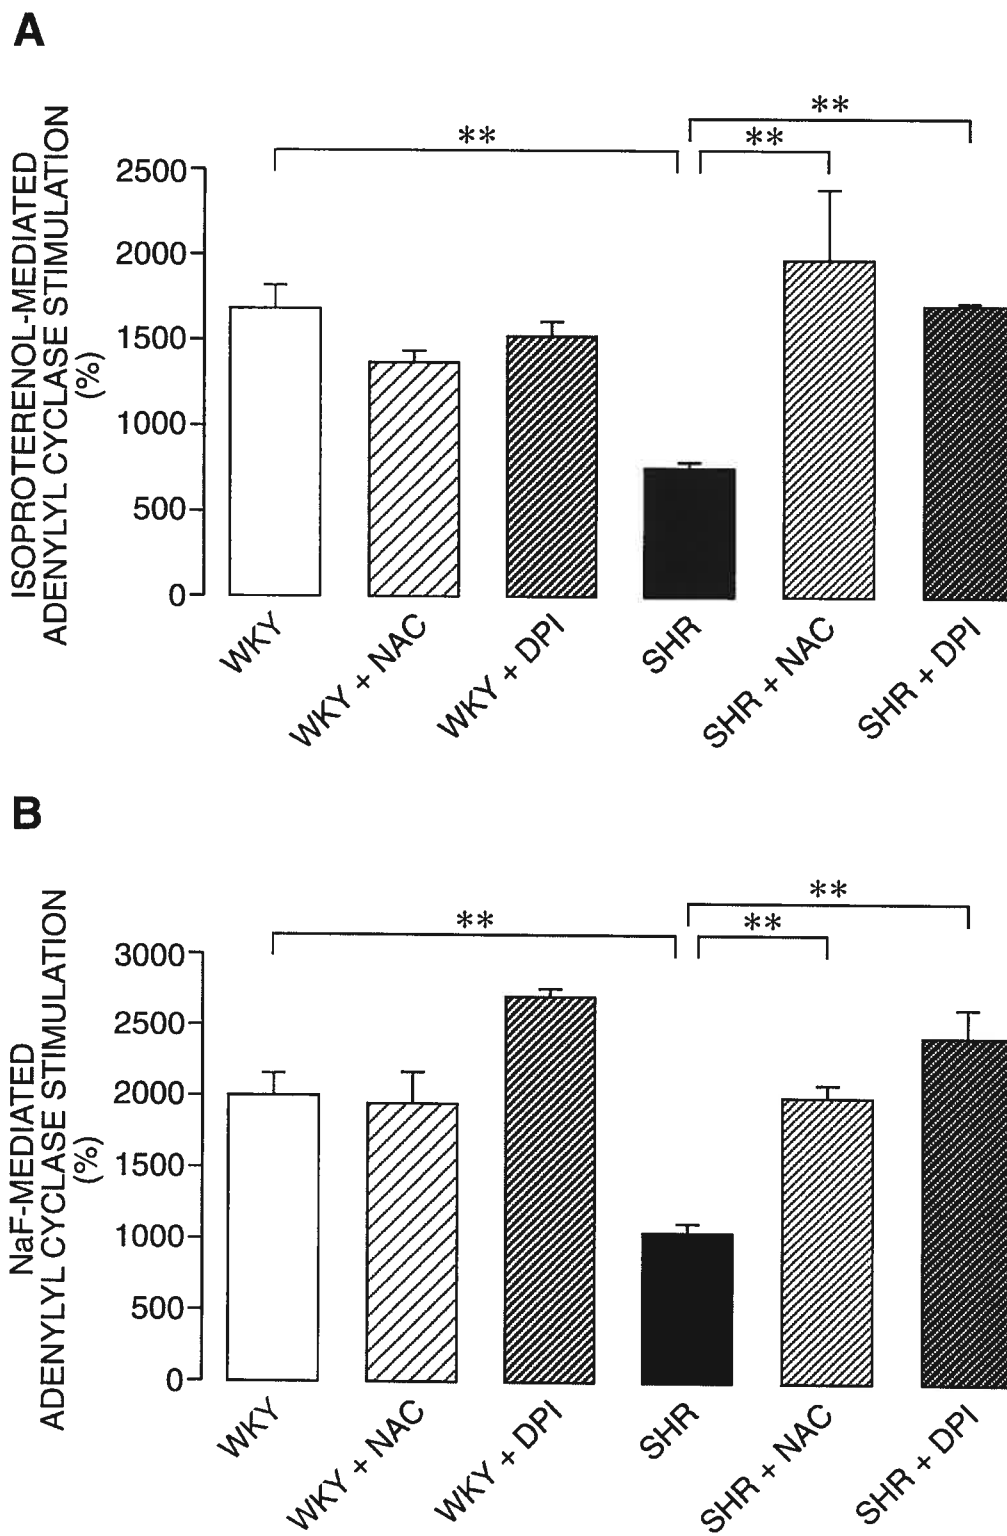 A
ISOPROTERENOL-MEDIATED
ADENYLYL CYCLASE STIMULATION
(%)
**
**
**
2500
2000
1500
1000
500
0
WKY
WKY + NAC
WKY + DPI
SHR
SHR + NAC
SHR + DPI
B
NaF-MEDIATED
ADENYLYL CYCLASE STIMULATION
(%)
**
**
**
3000
2500
2000
1500
1000
500
0
WKY
WKY + NAC
WKY + DPI
SHR
SHR + NAC
SHR + DPI